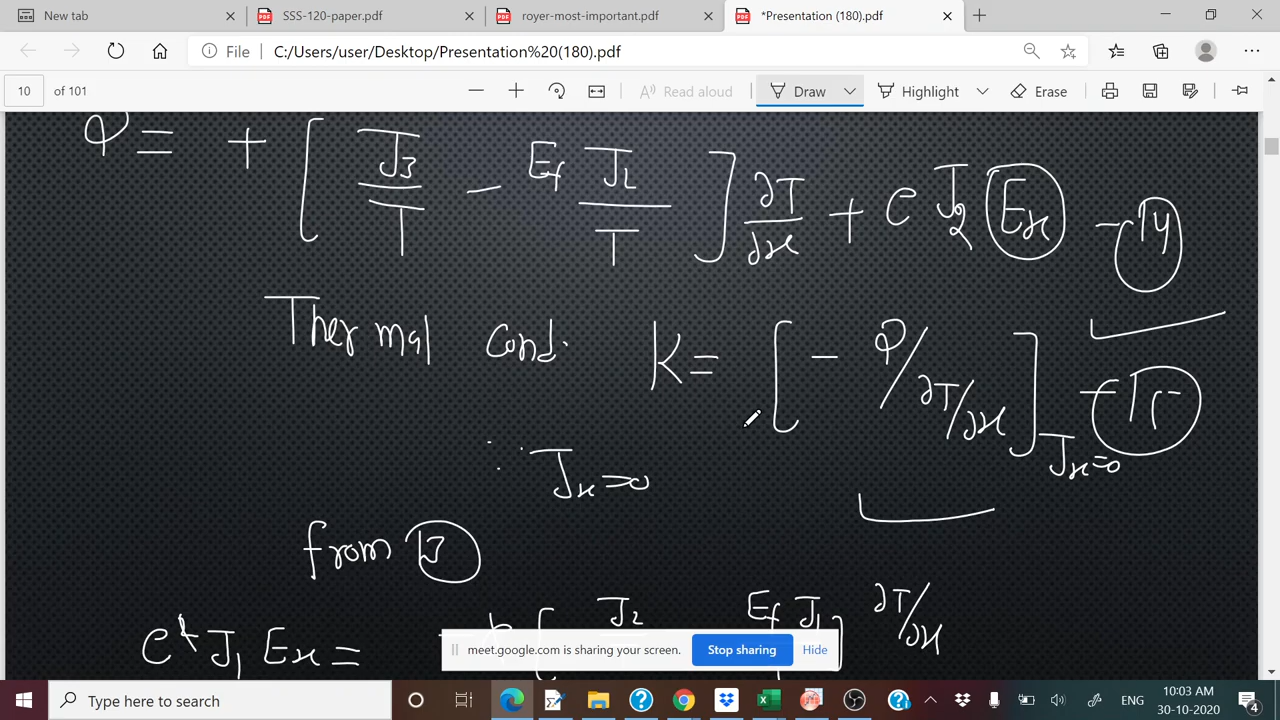 New tab
SSS-120-paper.pdf
royer-most-important.pdf
*Presentation (180).pdf
File
C:/Users/user/Desktop/Presentation%20(180).pdf
10 of 101
Read aloud
Draw
Highlight
Erase
φ = + [ J3/T - Ef J2/T ] ∂T/∂x + e J2 Ex - 14
Thermal cond. K = [ - φ / ∂T/∂x ] Jx=0 - 15
∵ Jx=0
from 13
J1 Ex = J2 Ef J1 ∂T/∂x
meet.google.com is sharing your screen.
Stop sharing
Hide
Type here to search
ENG
10:03 AM
30-10-2020
4